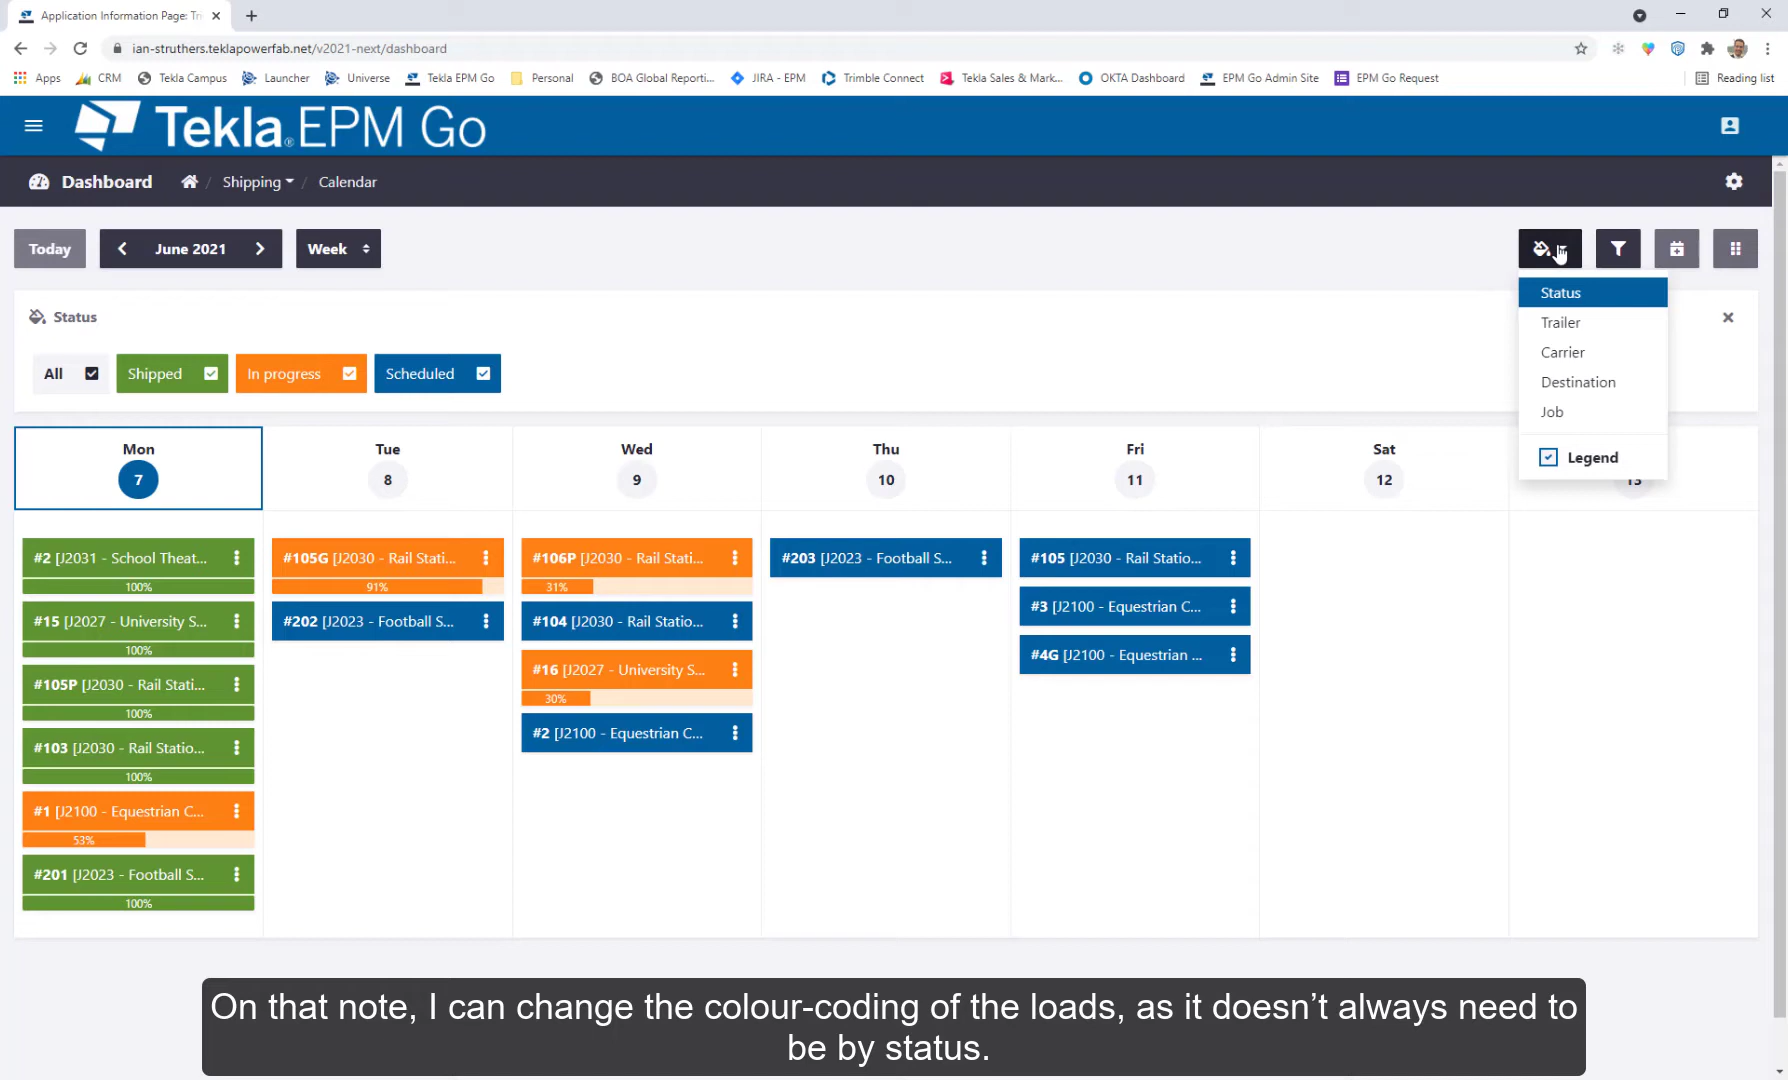 Application Information Page: Tri
ian-struthers.teklapowerfab.net/v2021-next/dashboard
Apps CRM Tekla Campus Launcher Universe Tekla EPM Go Personal BOA Global Reporti... JIRA - EPM Trimble Connect Tekla Sales & Mark... OKTA Dashboard EPM Go Admin Site EPM Go Request Reading list
Tekla® EPM Go
Dashboard / Shipping / Calendar
Today June 2021 Week
Status
Trailer
Carrier
Destination
Job
Legend
Status
All Shipped In progress Scheduled
Mon Tue Wed Thu Fri Sat
7 8 9 10 11 12 13
#2 [J2031 - School Theat...
100%
#15 [J2027 - University S...
100%
#105P [J2030 - Rail Stati...
100%
#103 [J2030 - Rail Statio...
100%
#1 [J2100 - Equestrian C...
53%
#201 [J2023 - Football S...
100%
#105G [J2030 - Rail Stati...
91%
#202 [J2023 - Football S...
#106P [J2030 - Rail Stati...
31%
#104 [J2030 - Rail Statio...
#16 [J2027 - University S...
30%
#2 [J2100 - Equestrian C...
#203 [J2023 - Football S...
#105 [J2030 - Rail Statio...
#3 [J2100 - Equestrian C...
#4G [J2100 - Equestrian ...
On that note, I can change the colour-coding of the loads, as it doesn’t always need to
be by status.